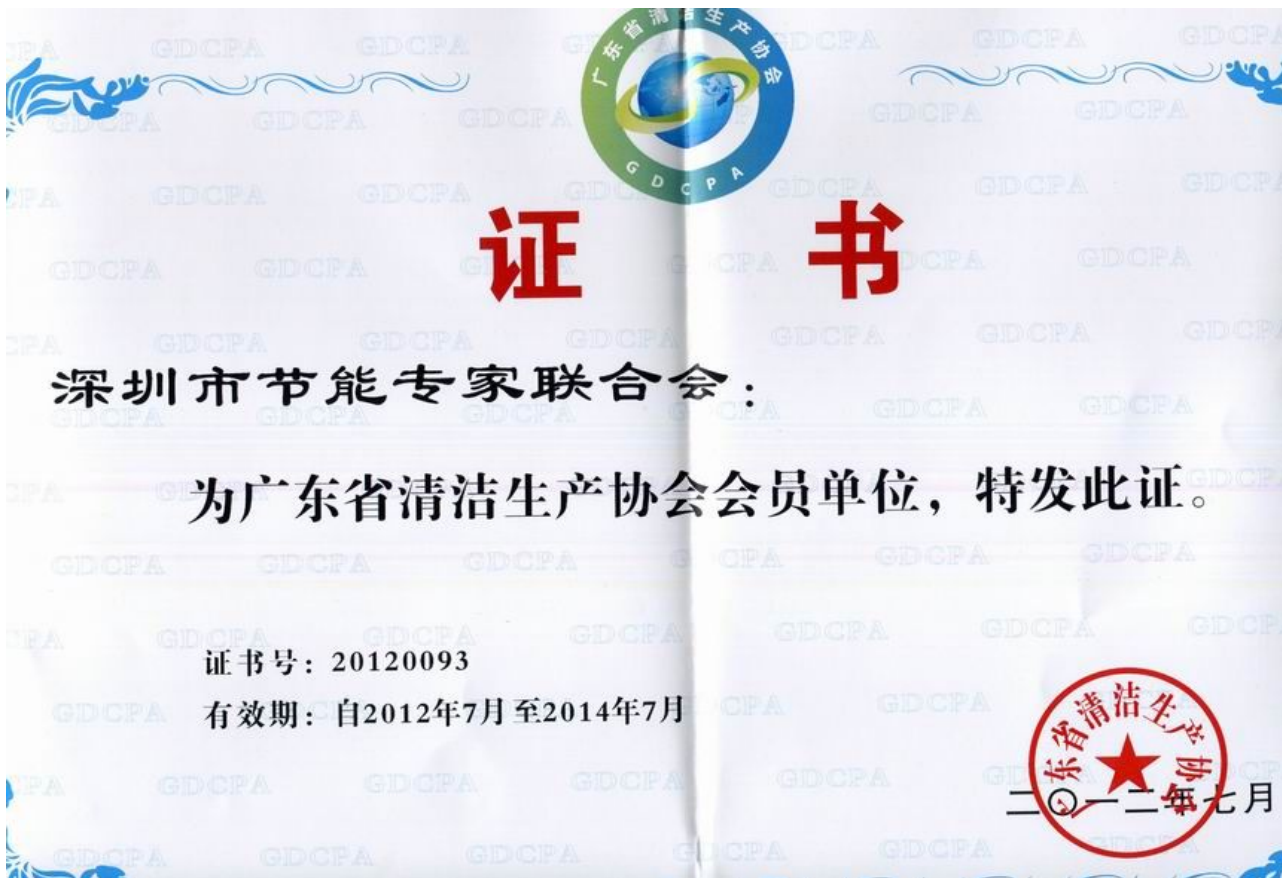 广东省清洁生产协会
GDCPA
证 书
深圳市节能专家联合会：
为广东省清洁生产协会会员单位，特发此证。
证书号：20120093
有效期：自2012年7月至2014年7月
广东省清洁生产协会
二〇一二年七月